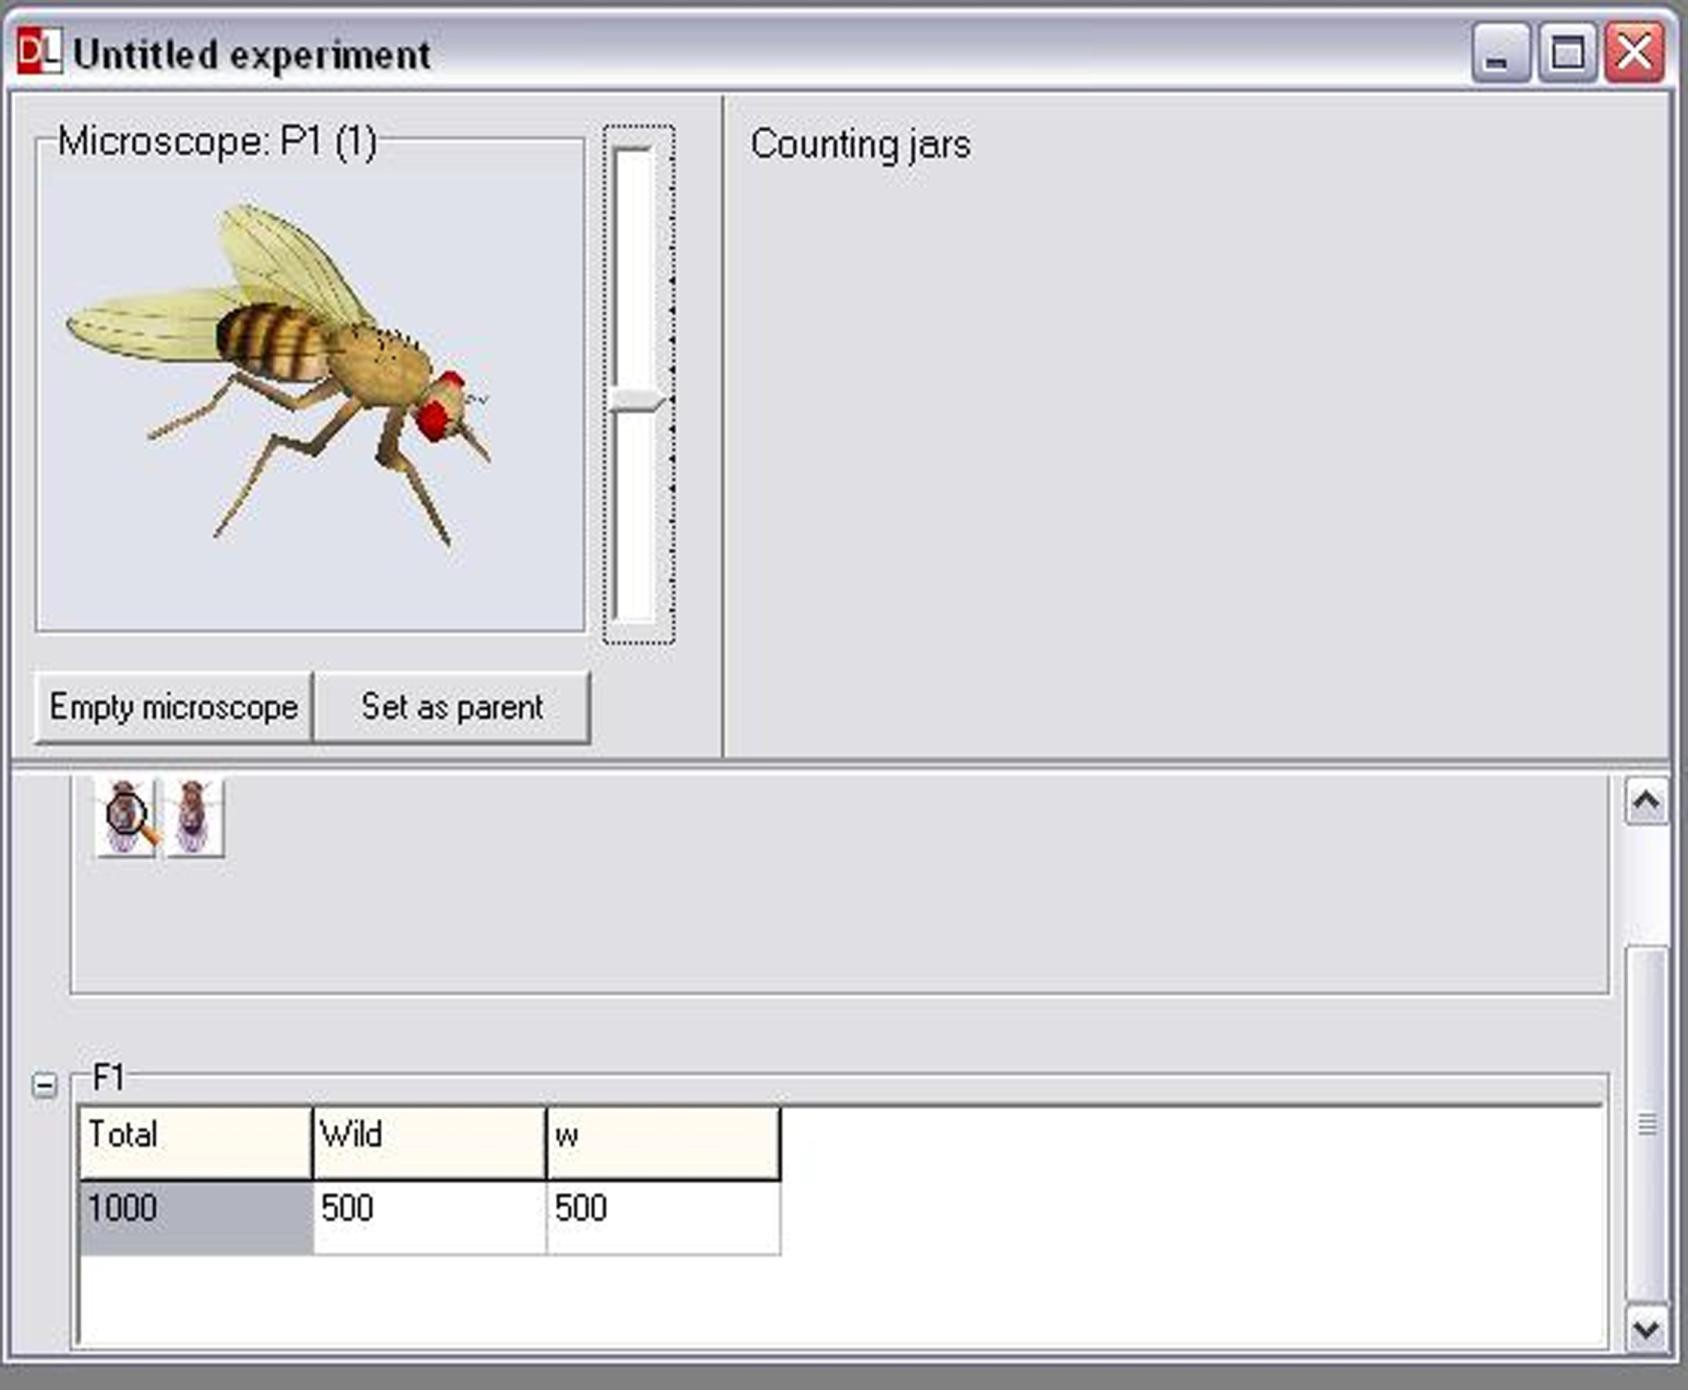 DL Untitled experiment
Microscope: P1 (1)
Counting jars
Empty microscope
Set as parent
F1
Total Wild w
1000 500 500